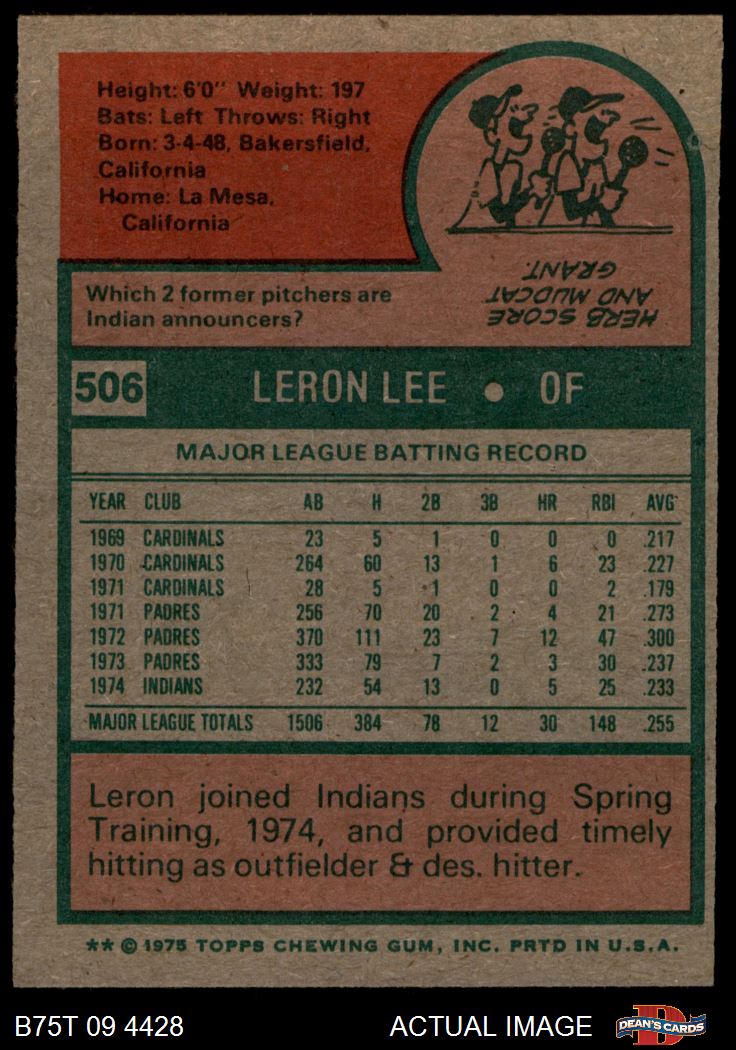 Height: 6'0" Weight: 197
Bats: Left Throws: Right
Born: 3-4-48, Bakersfield,
California
Home: La Mesa,
California
Which 2 former pitchers are
Indian announcers?
HERB SCORE
AND MUDCAT
GRANT.
506 LERON LEE • OF
MAJOR LEAGUE BATTING RECORD
YEAR CLUB AB H 2B 3B HR RBI AVG
1969 CARDINALS 23 5 1 0 0 0 .217
1970 CARDINALS 264 60 13 1 6 23 .227
1971 CARDINALS 28 5 1 0 0 2 .179
1971 PADRES 256 70 20 2 4 21 .273
1972 PADRES 370 111 23 7 12 47 .300
1973 PADRES 333 79 7 2 3 30 .237
1974 INDIANS 232 54 13 0 5 25 .233
MAJOR LEAGUE TOTALS 1506 384 78 12 30 148 .255
Leron joined Indians during Spring
Training, 1974, and provided timely
hitting as outfielder & des. hitter.
** © 1975 TOPPS CHEWING GUM, INC. PRTD IN U.S.A.
B75T 09 4428 ACTUAL IMAGE D DEAN'S CARDS